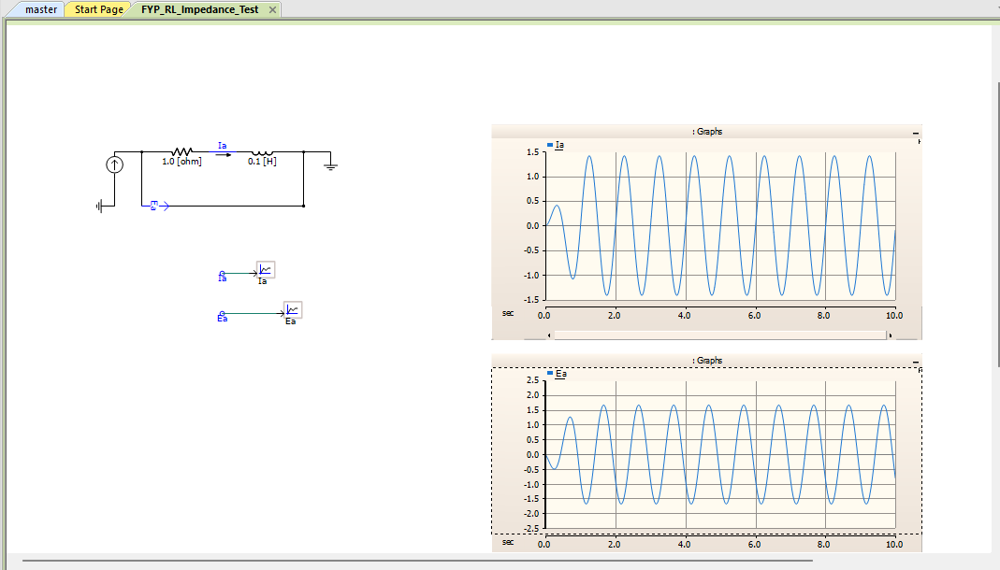 master Start Page FYP_RL_Impedance_Test
Ia
1.0 [ohm] 0.1 [H]
Ea
Ia
Ia
Ea
Ea
: Graphs
Ia
1.5
1.0
0.5
0.0
-0.5
-1.0
-1.5
sec 0.0 2.0 4.0 6.0 8.0 10.0
: Graphs
Ea
2.5
2.0
1.5
1.0
0.5
0.0
-0.5
-1.0
-1.5
-2.0
-2.5
sec 0.0 2.0 4.0 6.0 8.0 10.0